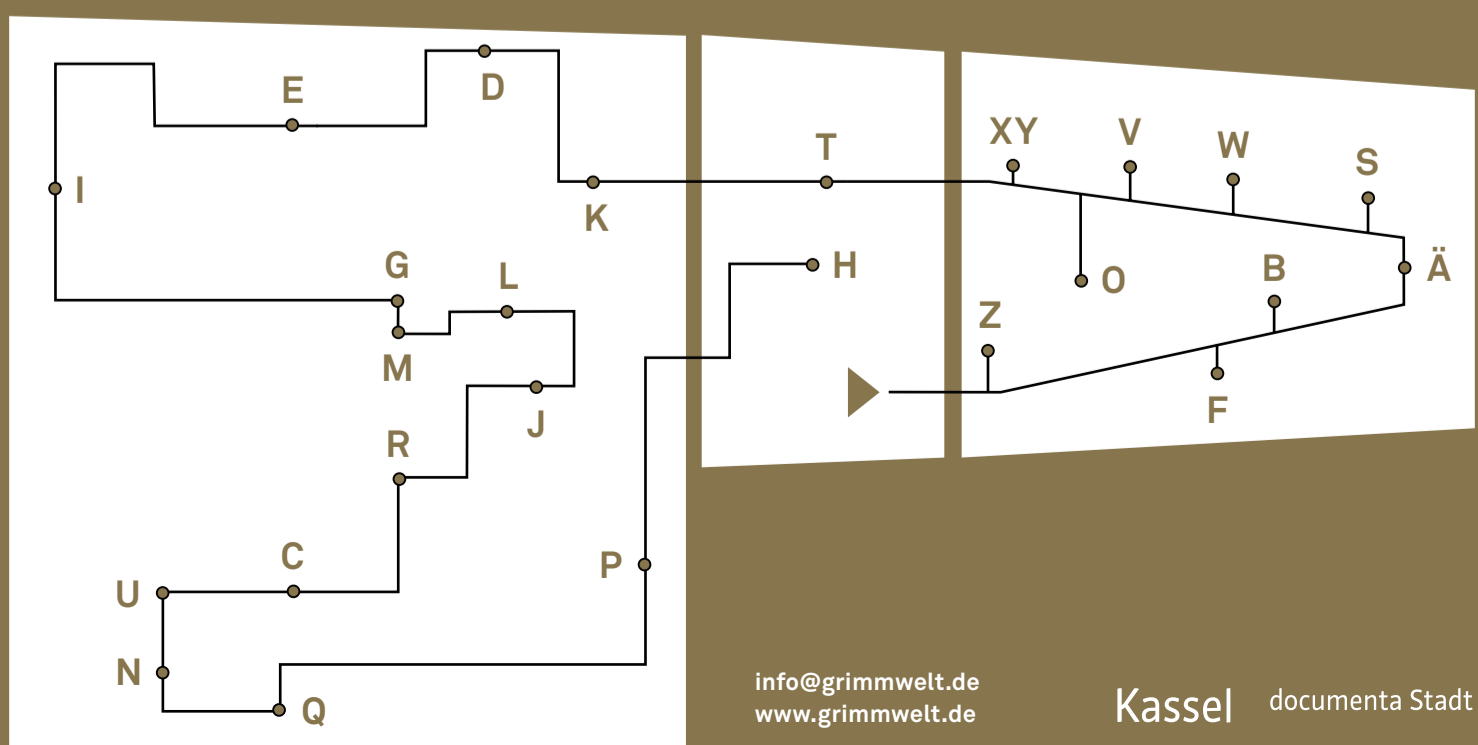 D
E
XY
V
W
T
S
I
K
G
L
H
O
B
Ä
Z
M
J
F
R
C
P
U
N
Q
info@grimmwelt.de
www.grimmwelt.de
Kassel documenta Stadt